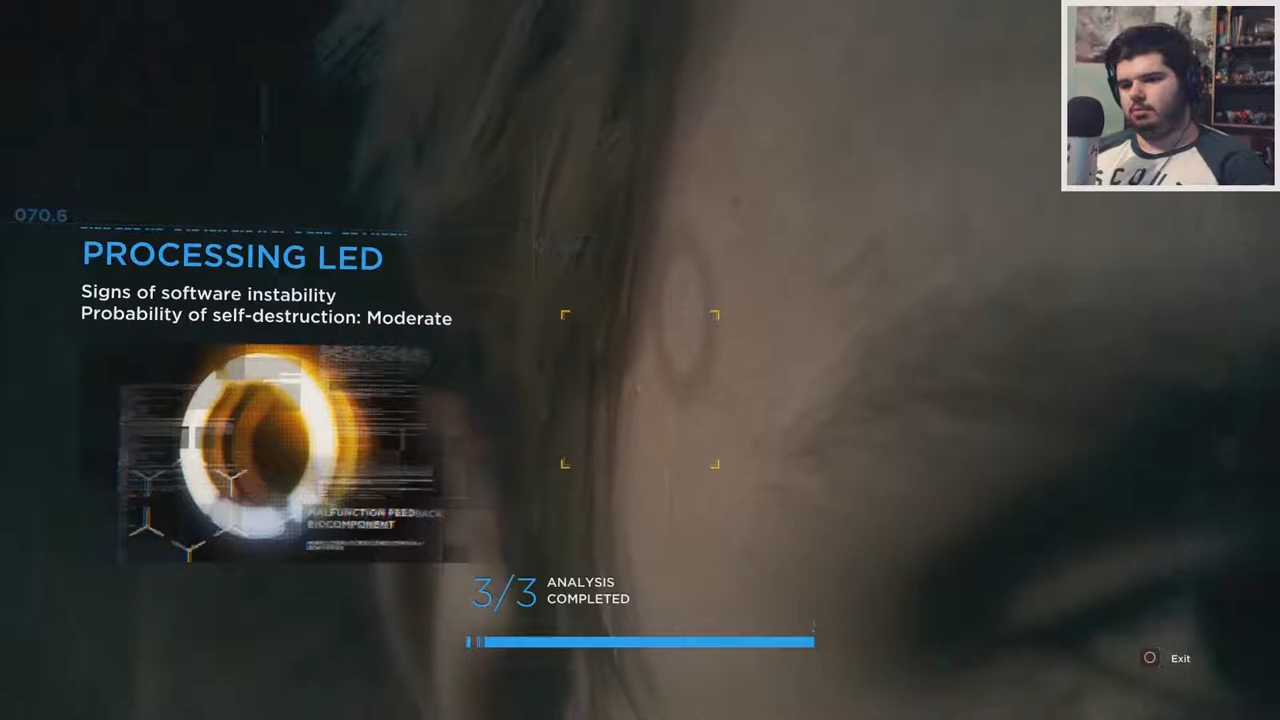 070.6
PROCESSING LED
Signs of software instability
Probability of self-destruction: Moderate
MALFUNCTION FEEDBACK
BIOCOMPONENT
3/3 ANALYSIS
COMPLETED
Exit